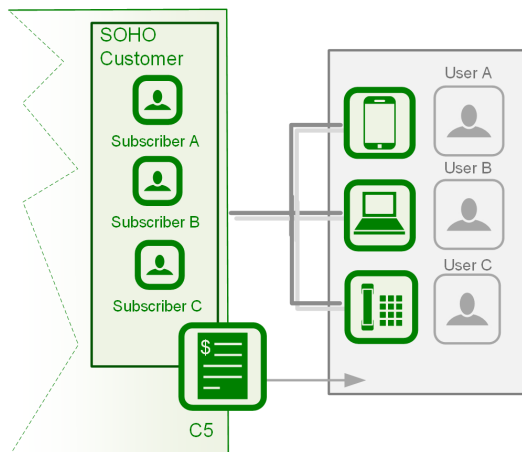 SOHO
Customer
Subscriber A
Subscriber B
Subscriber C
$
C5
User A
User B
User C